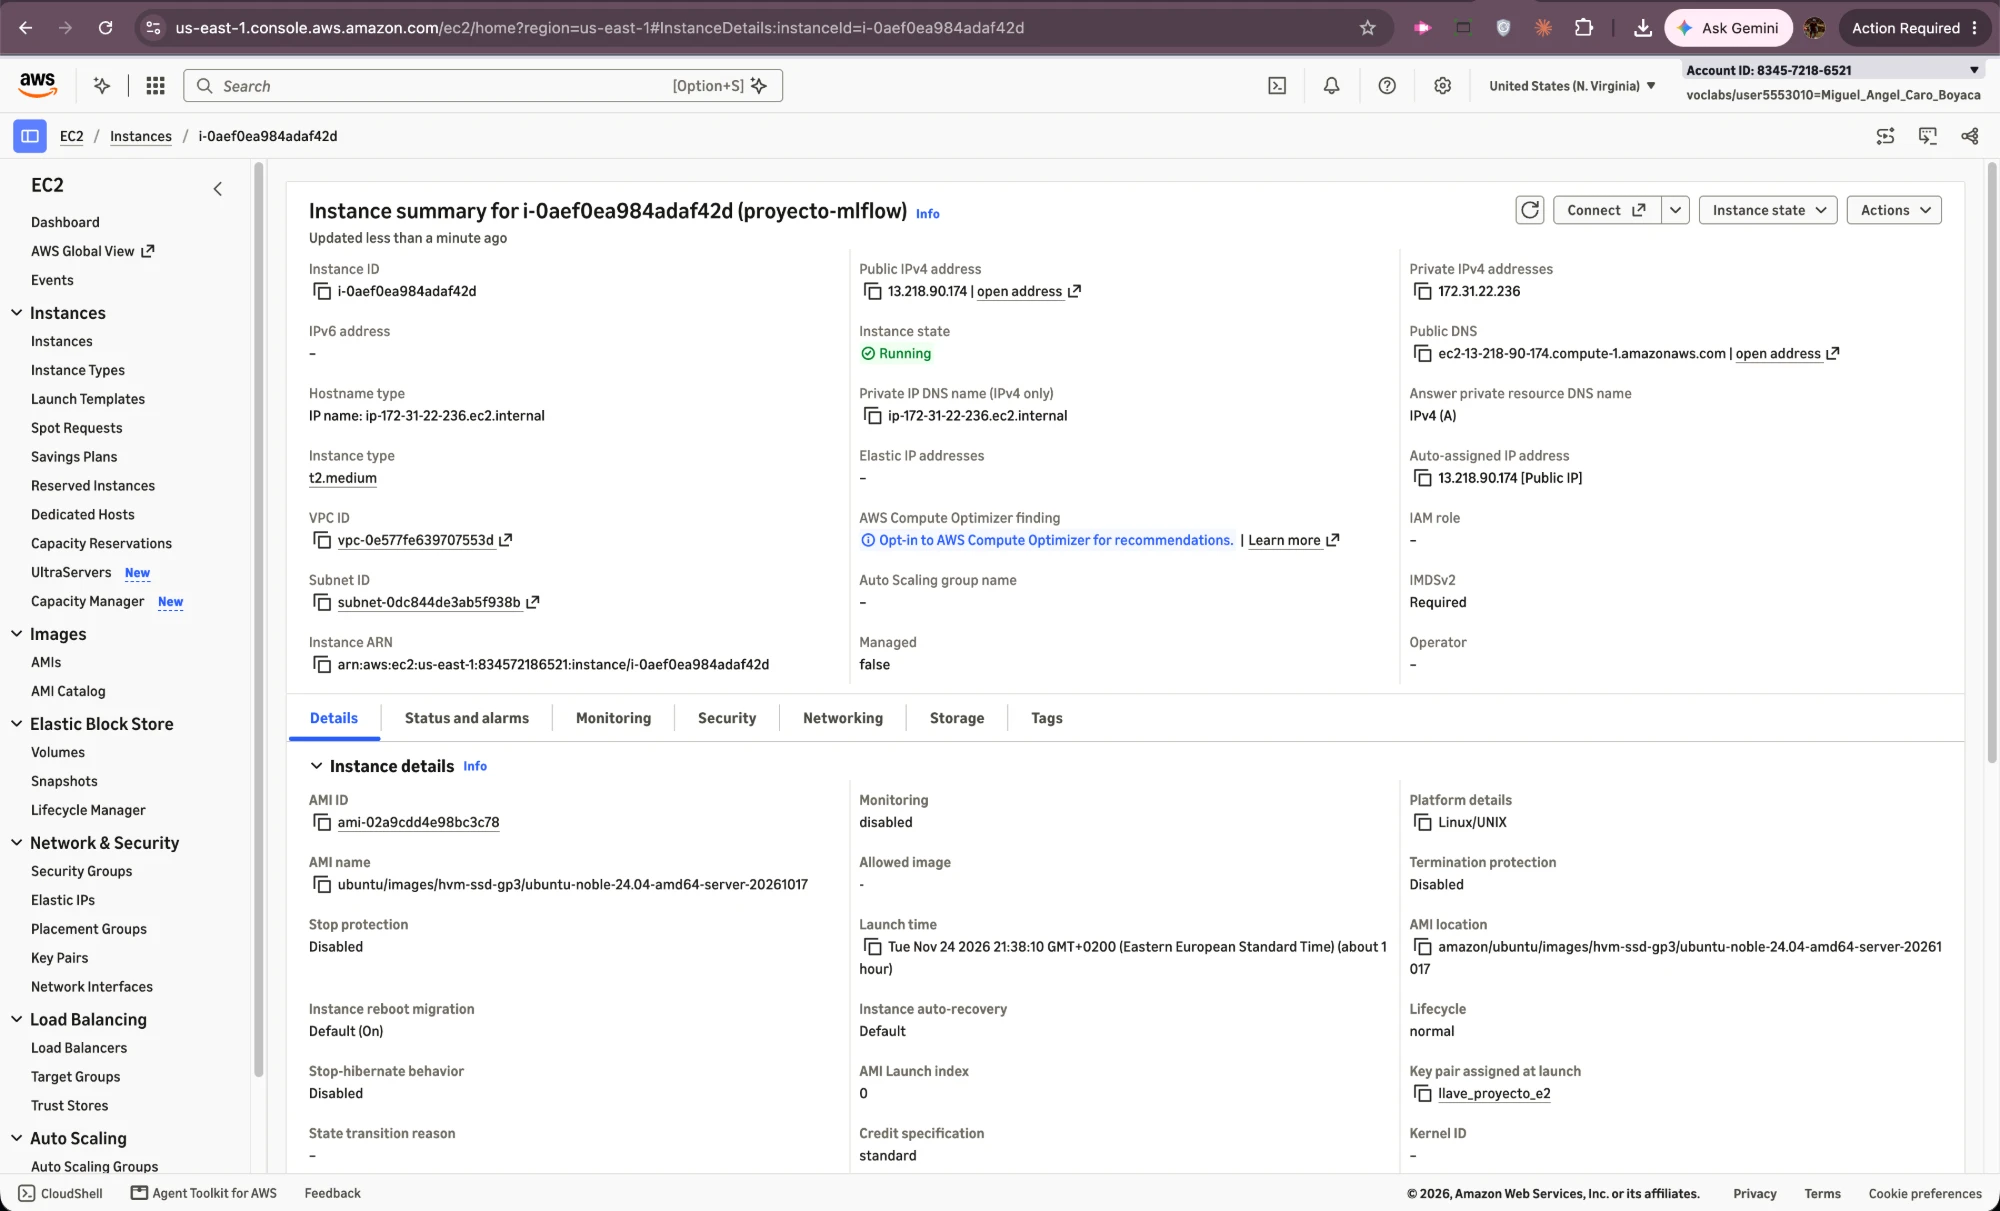 us-east-1.console.aws.amazon.com/ec2/home?region=us-east-1#InstanceDetails:instanceId=i-0aef0ea984adaf42d
Ask Gemini
Action Required
aws
Search
[Option+S]
United States (N. Virginia)
Account ID: 8345-7218-6521
voclabs/user5553010=Miguel_Angel_Caro_Boyaca
EC2 / Instances / i-0aef0ea984adaf42d
EC2
Dashboard
AWS Global View
Events
Instances
Instances
Instance Types
Launch Templates
Spot Requests
Savings Plans
Reserved Instances
Dedicated Hosts
Capacity Reservations
UltraServers New
Capacity Manager New
Images
AMIs
AMI Catalog
Elastic Block Store
Volumes
Snapshots
Lifecycle Manager
Network & Security
Security Groups
Elastic IPs
Placement Groups
Key Pairs
Network Interfaces
Load Balancing
Load Balancers
Target Groups
Trust Stores
Auto Scaling
Auto Scaling Groups
Instance summary for i-0aef0ea984adaf42d (proyecto-mlflow) Info
Updated less than a minute ago
Connect
Instance state
Actions
Instance ID
i-0aef0ea984adaf42d
Public IPv4 address
13.218.90.174 | open address
Private IPv4 addresses
172.31.22.236
IPv6 address
–
Instance state
Running
Public DNS
ec2-13-218-90-174.compute-1.amazonaws.com | open address
Hostname type
IP name: ip-172-31-22-236.ec2.internal
Private IP DNS name (IPv4 only)
ip-172-31-22-236.ec2.internal
Answer private resource DNS name
IPv4 (A)
Instance type
t2.medium
Elastic IP addresses
–
Auto-assigned IP address
13.218.90.174 [Public IP]
VPC ID
vpc-0e577fe639707553d
AWS Compute Optimizer finding
Opt-in to AWS Compute Optimizer for recommendations. | Learn more
IAM role
–
Subnet ID
subnet-0dc844de3ab5f938b
Auto Scaling group name
–
IMDSv2
Required
Instance ARN
arn:aws:ec2:us-east-1:834572186521:instance/i-0aef0ea984adaf42d
Managed
false
Operator
–
Details
Status and alarms
Monitoring
Security
Networking
Storage
Tags
Instance details Info
AMI ID
ami-02a9cdd4e98bc3c78
Monitoring
disabled
Platform details
Linux/UNIX
AMI name
ubuntu/images/hvm-ssd-gp3/ubuntu-noble-24.04-amd64-server-20261017
Allowed image
-
Termination protection
Disabled
Stop protection
Disabled
Launch time
Tue Nov 24 2026 21:38:10 GMT+0200 (Eastern European Standard Time) (about 1
hour)
AMI location
amazon/ubuntu/images/hvm-ssd-gp3/ubuntu-noble-24.04-amd64-server-20261
017
Instance reboot migration
Default (On)
Instance auto-recovery
Default
Lifecycle
normal
Stop-hibernate behavior
Disabled
AMI Launch index
0
Key pair assigned at launch
llave_proyecto_e2
State transition reason
–
Credit specification
standard
Kernel ID
–
CloudShell
Agent Toolkit for AWS
Feedback
© 2026, Amazon Web Services, Inc. or its affiliates.
Privacy
Terms
Cookie preferences